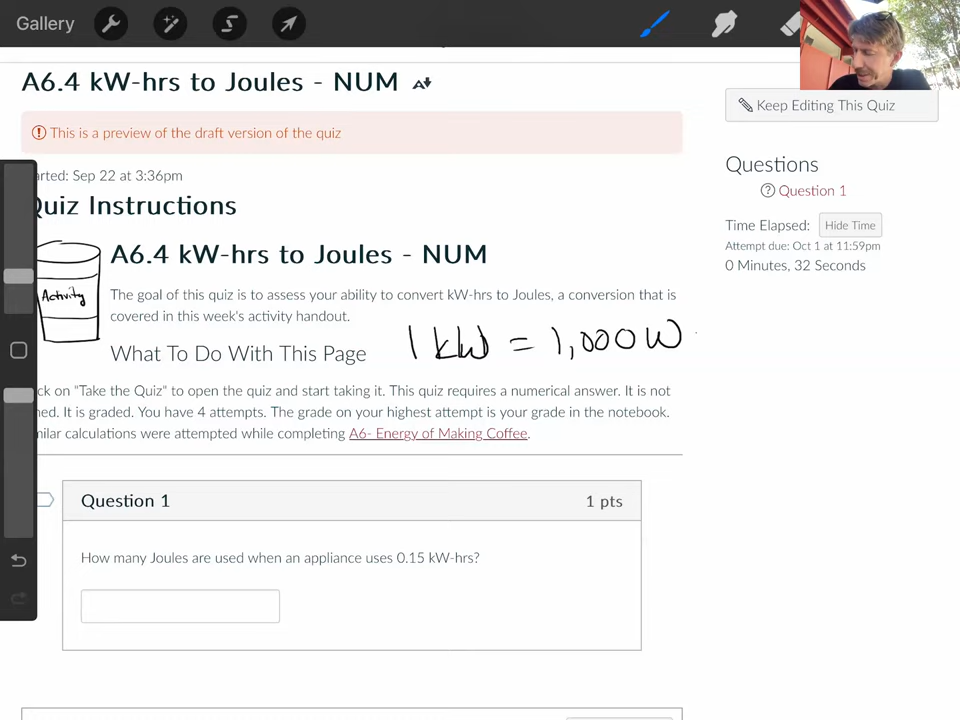 Gallery
A6.4 kW-hrs to Joules - NUM
This is a preview of the draft version of the quiz
Keep Editing This Quiz
arted: Sep 22 at 3:36pm
Questions
Question 1
Quiz Instructions
Time Elapsed: Hide Time
Attempt due: Oct 1 at 11:59pm
0 Minutes, 32 Seconds
A6.4 kW-hrs to Joules - NUM
Activity
The goal of this quiz is to assess your ability to convert kW-hrs to Joules, a conversion that is
covered in this week's activity handout.
1 kW = 1,000 W
What To Do With This Page
ck on "Take the Quiz" to open the quiz and start taking it. This quiz requires a numerical answer. It is not
ned. It is graded. You have 4 attempts. The grade on your highest attempt is your grade in the notebook.
milar calculations were attempted while completing A6- Energy of Making Coffee.
Question 1 1 pts
How many Joules are used when an appliance uses 0.15 kW-hrs?